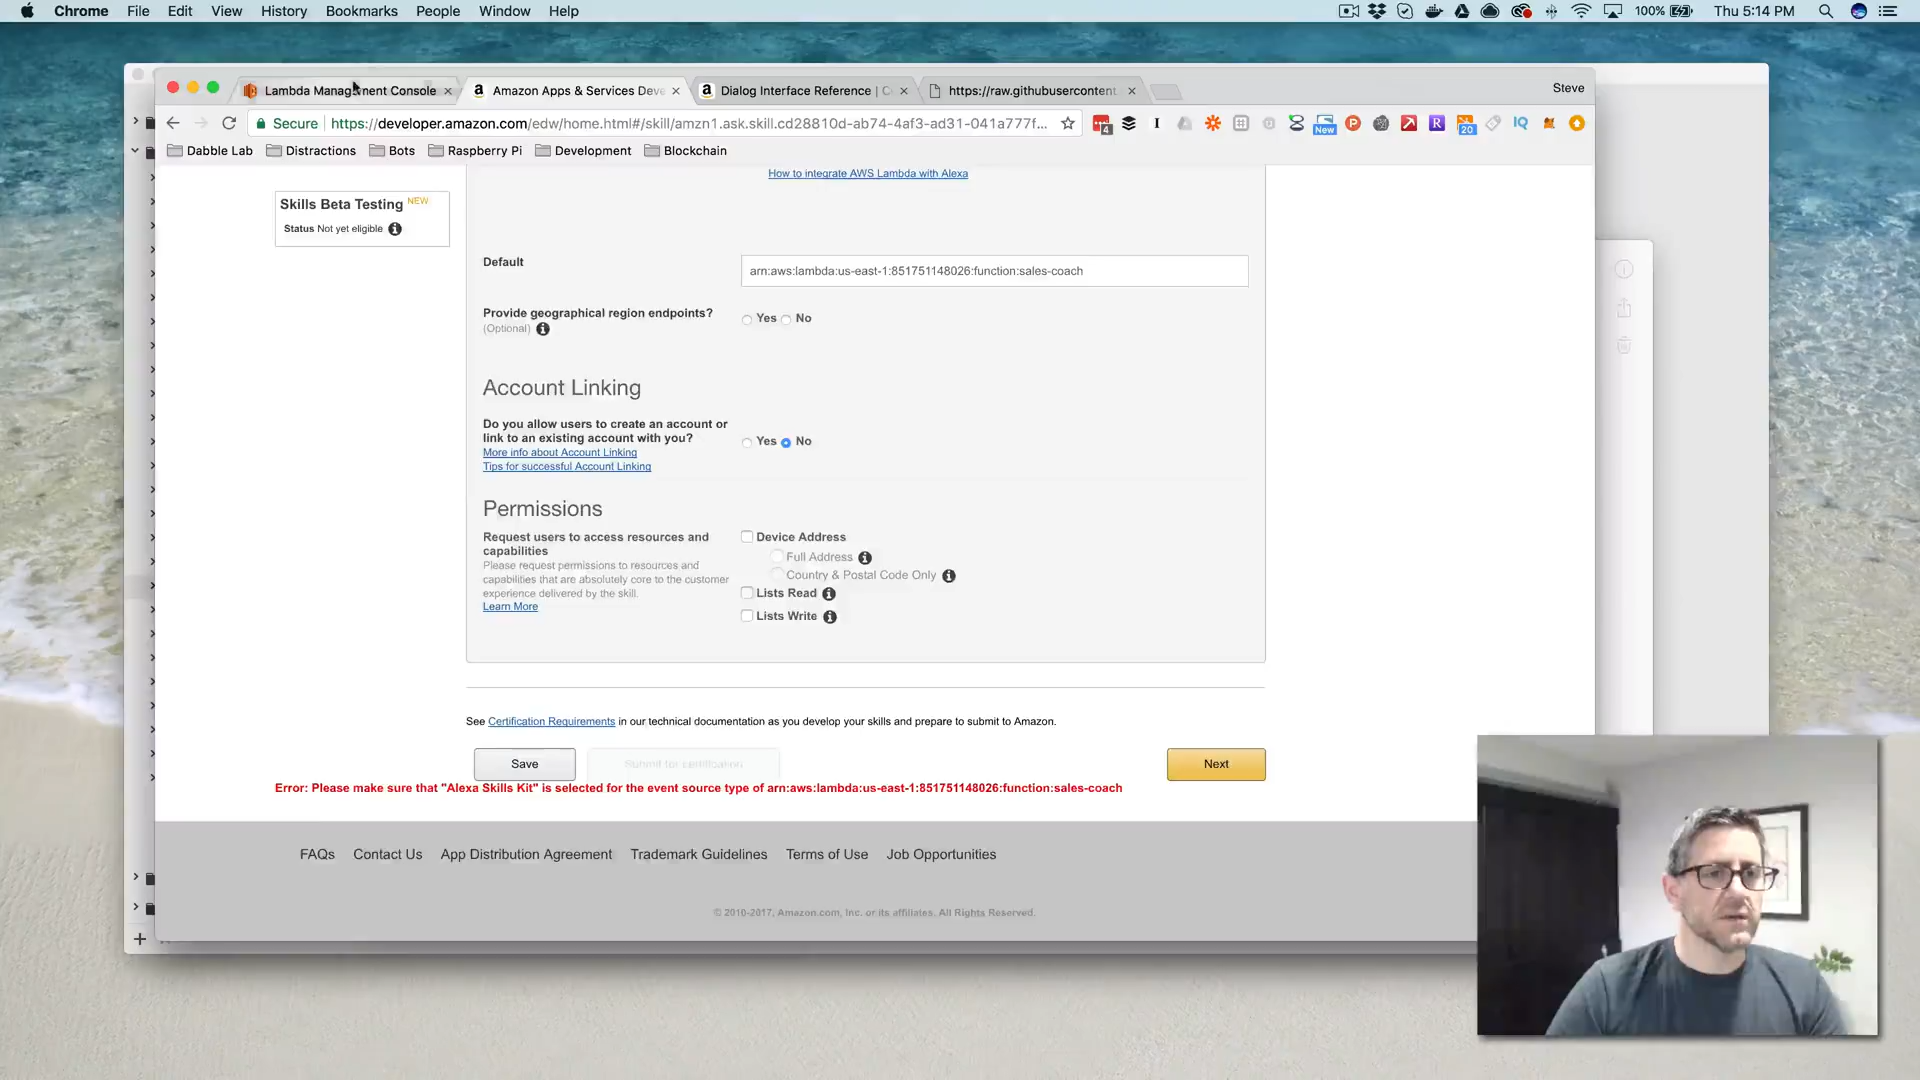 Chrome File Edit View History Bookmarks People Window Help 100% Thu 5:14 PM
Lambda Management Console Amazon Apps & Services Deve Dialog Interface Reference | https://raw.githubusercontent. Steve
Secure https://developer.amazon.com/edw/home.html#/skill/amzn1.ask.skill.cd28810d-ab74-4af3-ad31-041a777f... 4 New 20 IQ
Dabble Lab Distractions Bots Raspberry Pi Development Blockchain
How to integrate AWS Lambda with Alexa
Skills Beta Testing NEW
Status Not yet eligible
Default arn:aws:lambda:us-east-1:851751148026:function:sales-coach
Provide geographical region endpoints? Yes No
(Optional)
Account Linking
Do you allow users to create an account or
link to an existing account with you? Yes No
More info about Account Linking
Tips for successful Account Linking
Permissions
Request users to access resources and
capabilities
Please request permissions to resources and
capabilities that are absolutely core to the customer
experience delivered by the skill.
Learn More
Device Address
Full Address
Country & Postal Code Only
Lists Read
Lists Write
See Certification Requirements in our technical documentation as you develop your skills and prepare to submit to Amazon.
Save Submit for certification Next
Error: Please make sure that "Alexa Skills Kit" is selected for the event source type of arn:aws:lambda:us-east-1:851751148026:function:sales-coach
FAQs Contact Us App Distribution Agreement Trademark Guidelines Terms of Use Job Opportunities
© 2010-2017, Amazon.com, Inc. or its affiliates. All Rights Reserved.